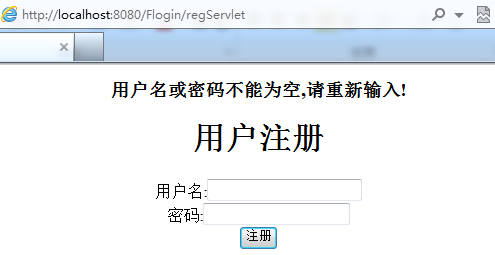 http://localhost:8080/Flogin/regServlet
用户名或密码不能为空,请重新输入!
用户注册
用户名:
密码:
注册